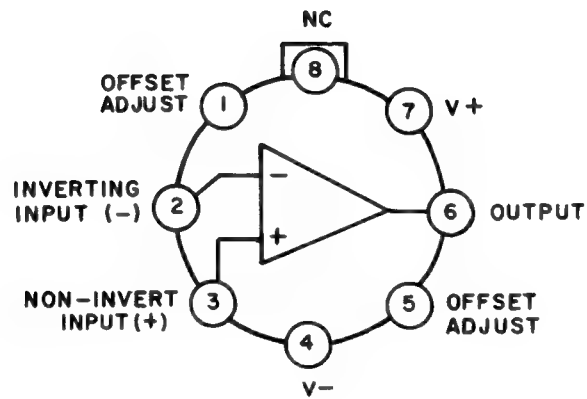 NC
8
OFFSET
ADJUST
1
7
V+
INVERTING
INPUT (-)
2
-
+
6
OUTPUT
NON-INVERT
INPUT (+)
3
5
OFFSET
ADJUST
4
V-